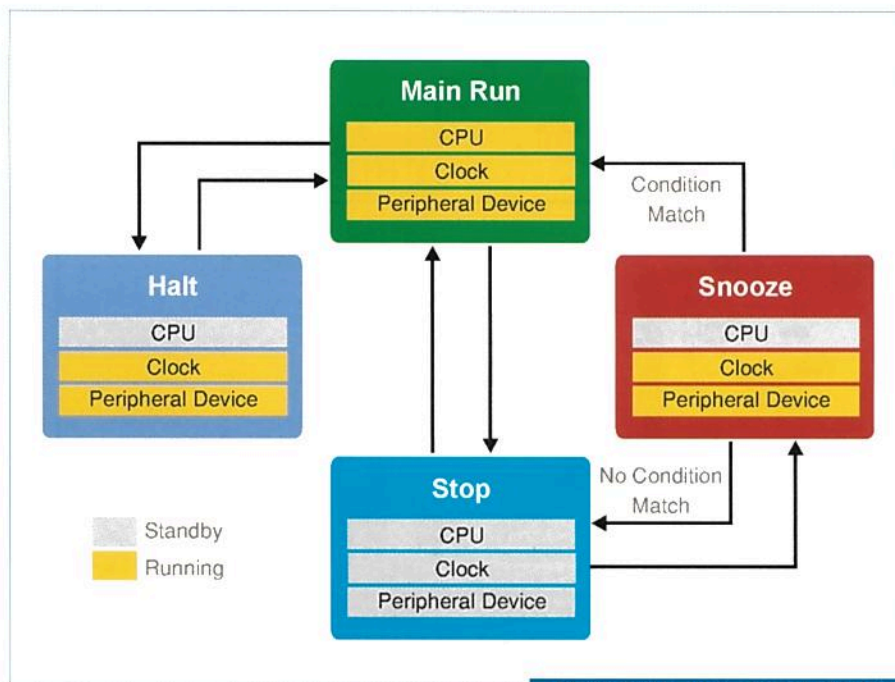 Main Run
CPU
Clock
Peripheral Device
Condition
Match
Halt
CPU
Clock
Peripheral Device
Snooze
CPU
Clock
Peripheral Device
No Condition
Match
Stop
CPU
Clock
Peripheral Device
Standby
Running